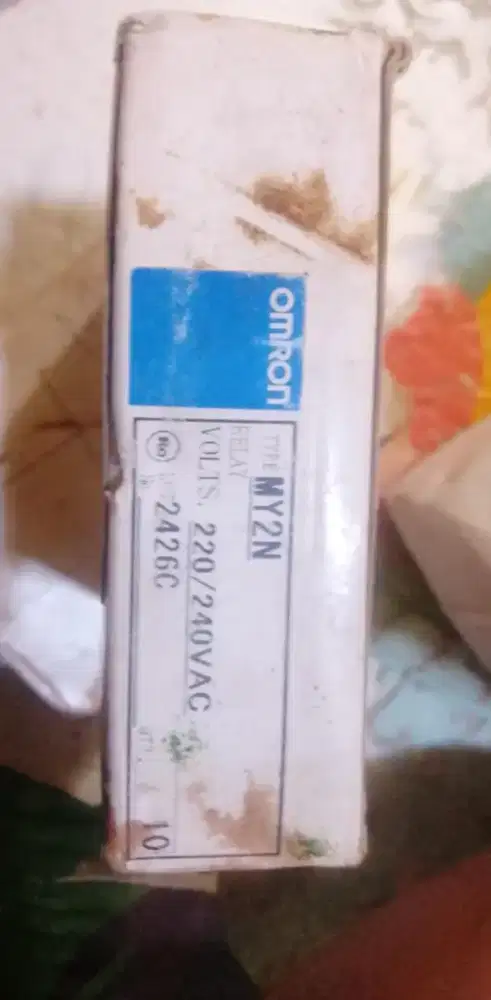 OMRON
TYPE MY2N
RELAY
VOLTS. 220/240VAC
2426C
10